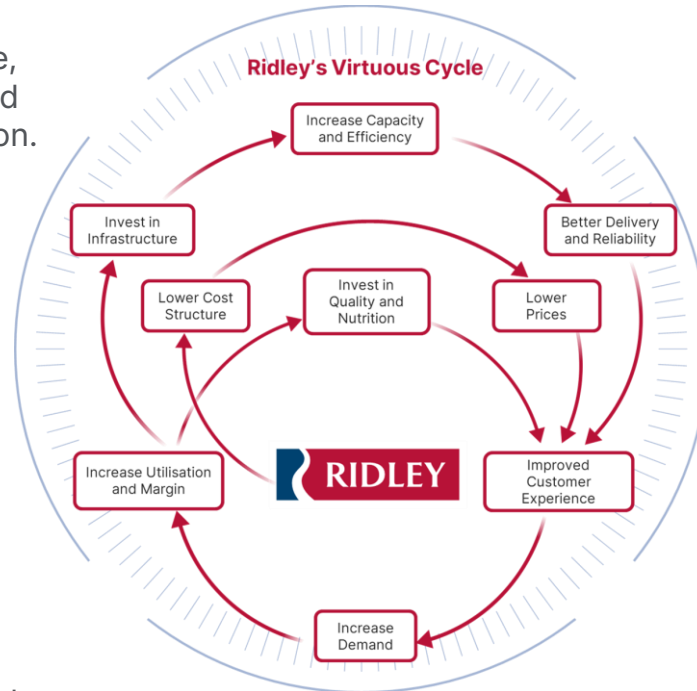 e,
d
on.
Ridley's Virtuous Cycle
Increase Capacity
and Efficiency
Invest in
Infrastructure
Better Delivery
and Reliability
Lower Cost
Structure
Invest in
Quality and
Nutrition
Lower
Prices
Increase Utilisation
and Margin
RIDLEY
Improved
Customer
Experience
Increase
Demand